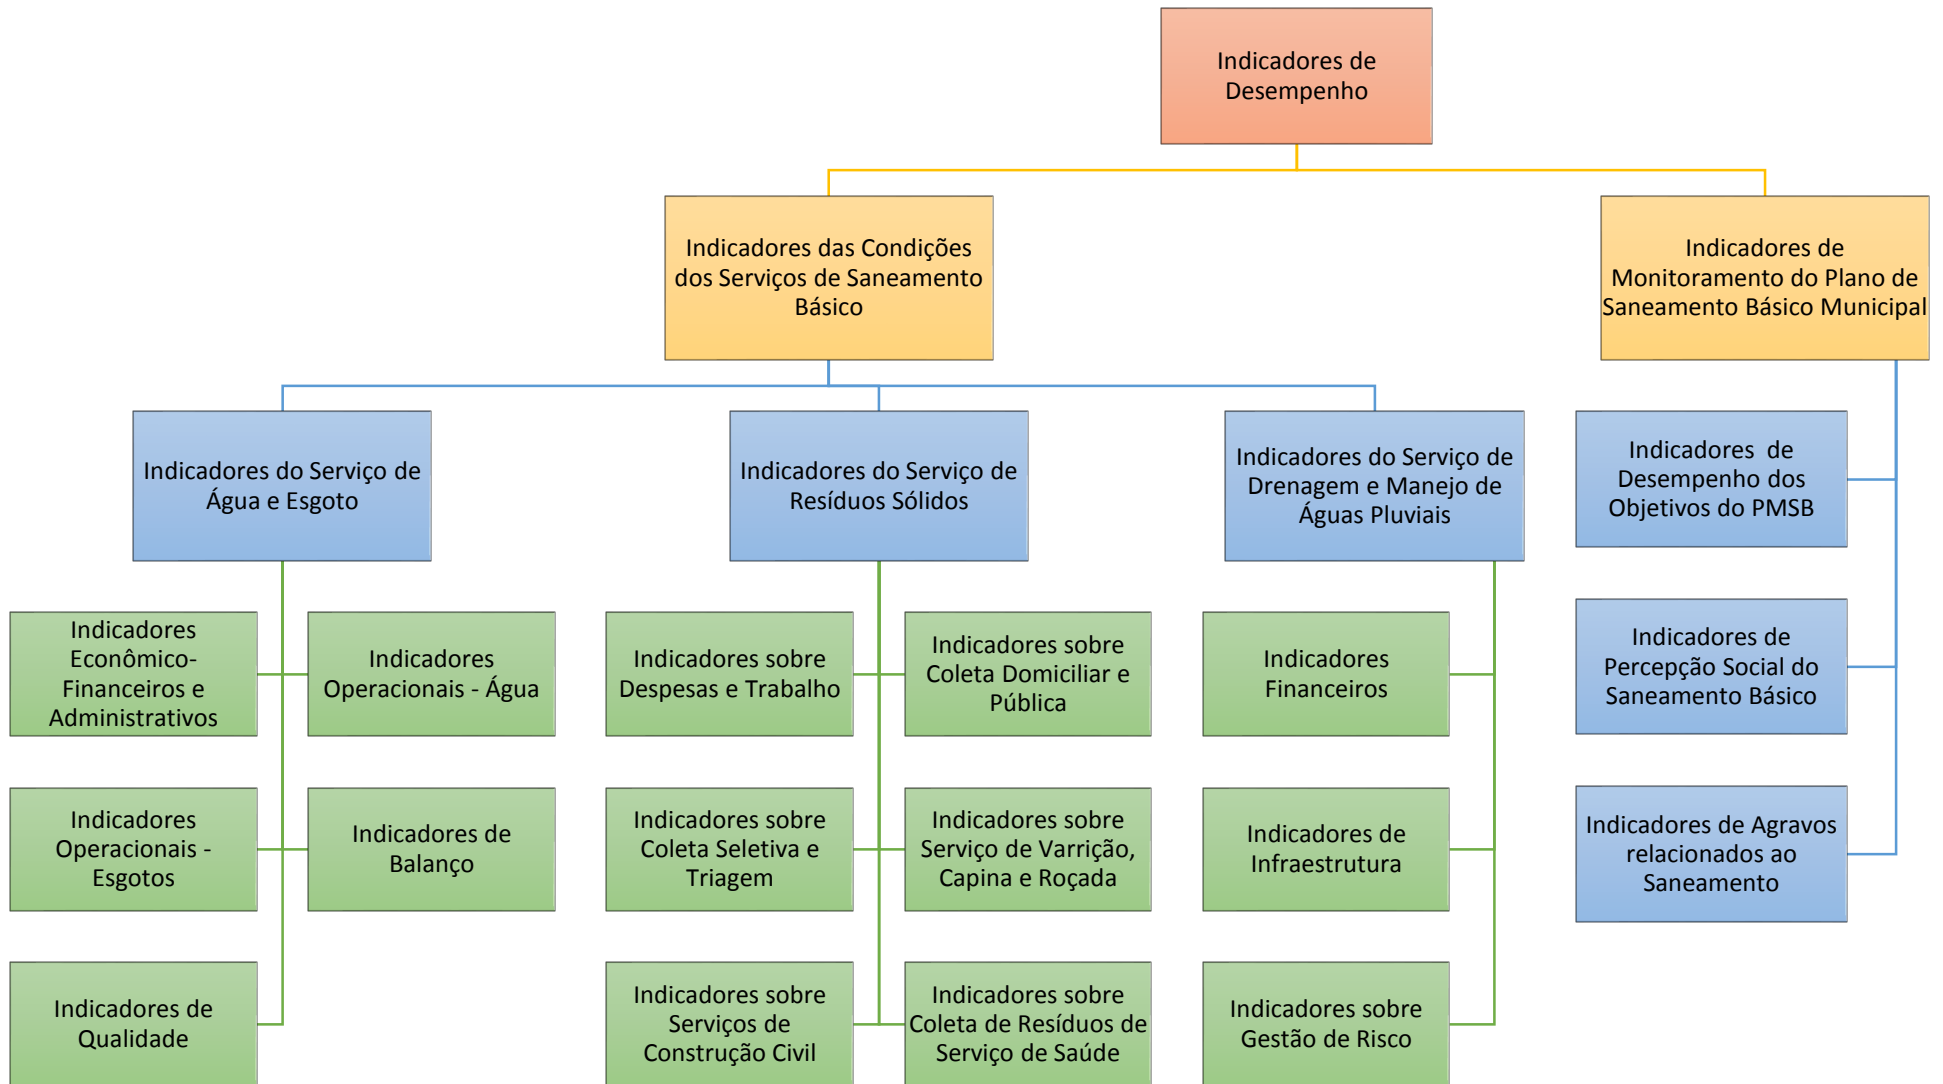 Indicadores de
Desempenho
Indicadores das Condições
dos Serviços de Saneamento
Básico
Indicadores de
Monitoramento do Plano de
Saneamento Básico Municipal
Indicadores do Serviço de
Água e Esgoto
Indicadores do Serviço de
Resíduos Sólidos
Indicadores do Serviço de
Drenagem e Manejo de
Águas Pluviais
Indicadores de
Desempenho dos
Objetivos do PMSB
Indicadores
Econômico-
Financeiros e
Administrativos
Indicadores
Operacionais - Água
Indicadores sobre
Despesas e Trabalho
Indicadores sobre
Coleta Domiciliar e
Pública
Indicadores
Financeiros
Indicadores de
Percepção Social do
Saneamento Básico
Indicadores
Operacionais -
Esgotos
Indicadores de
Balanço
Indicadores sobre
Coleta Seletiva e
Triagem
Indicadores sobre
Serviço de Varrição,
Capina e Roçada
Indicadores de
Infraestrutura
Indicadores de Agravos
relacionados ao
Saneamento
Indicadores de
Qualidade
Indicadores sobre
Serviços de
Construção Civil
Indicadores sobre
Coleta de Resíduos de
Serviço de Saúde
Indicadores sobre
Gestão de Risco